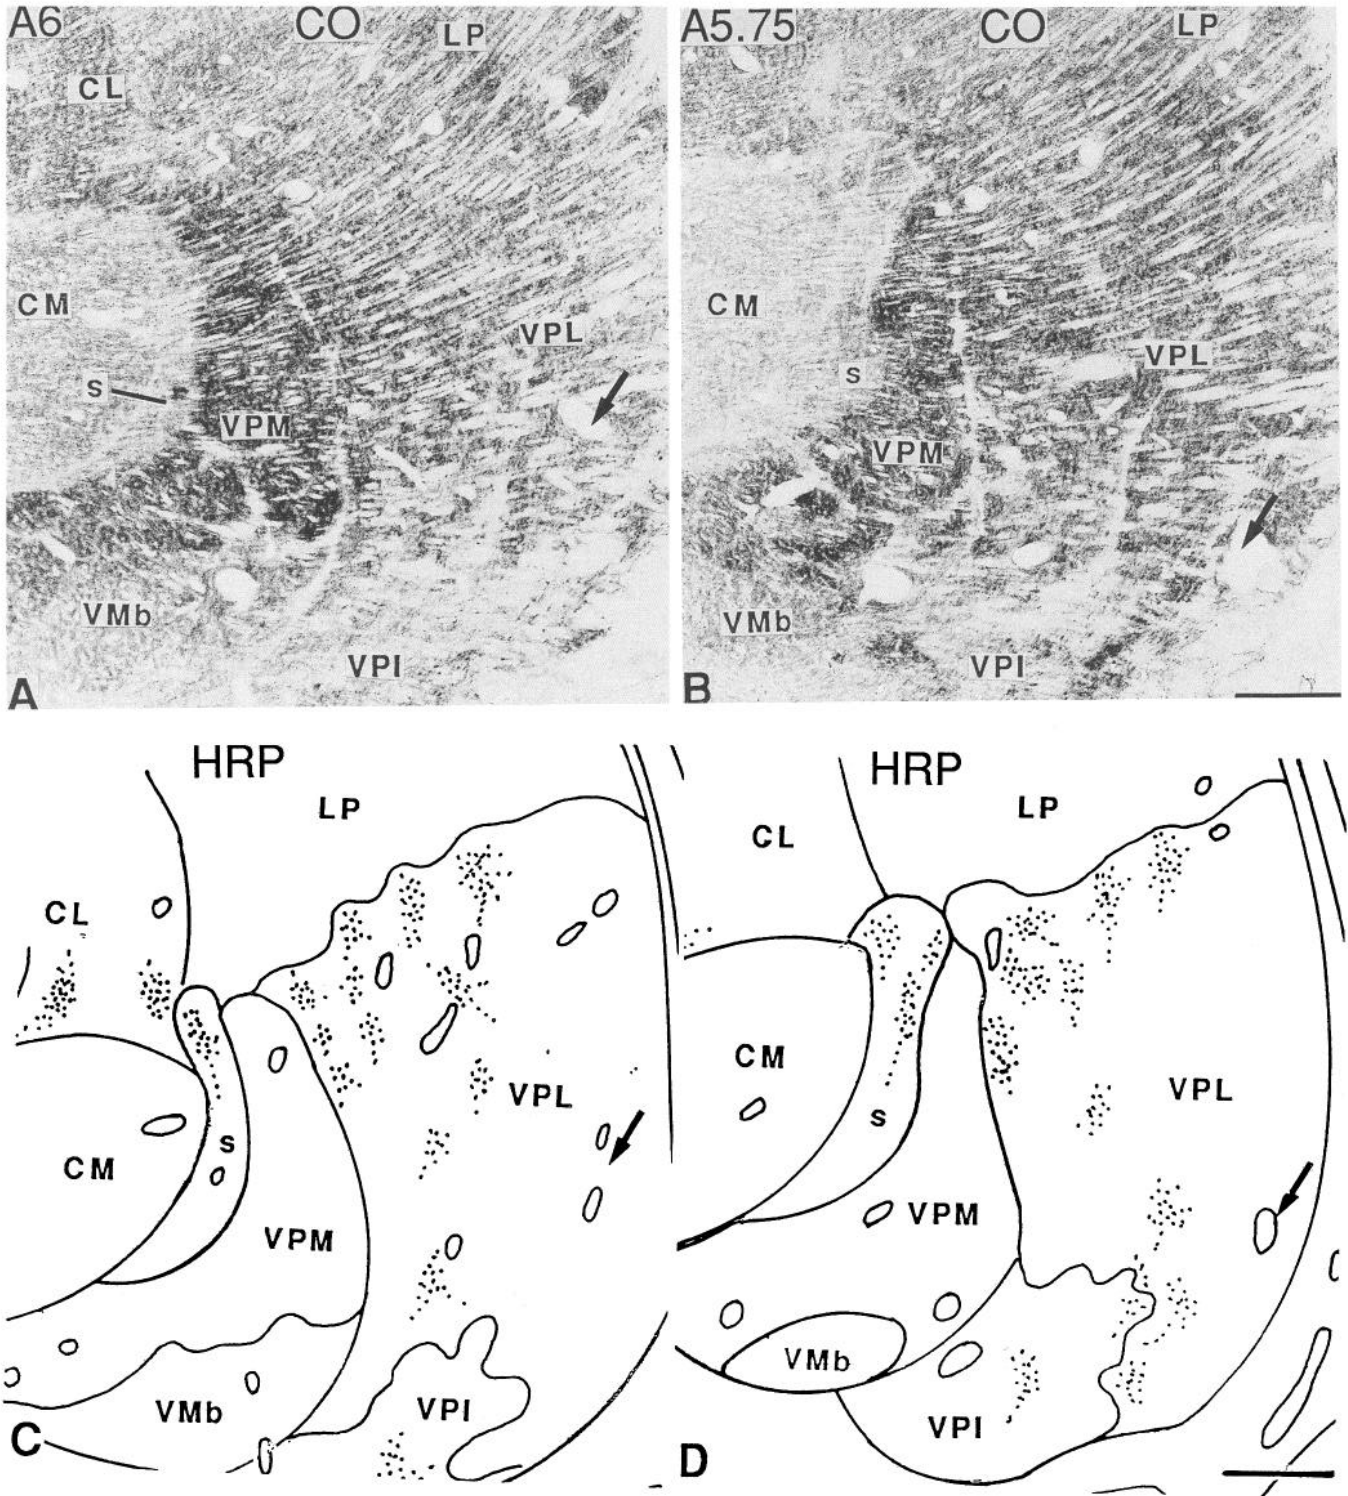 A6 CO LP
CL
CM
VPL
S
VPM
VMb
VPI
A
A5.75 CO LP
CM
VPL
S
VPM
VMb
VPI
B
HRP
LP
CL
VPL
S
CM
VPM
VMb
VPI
C
HRP
LP
CL
CM
VPL
S
VPM
VMb
VPI
D